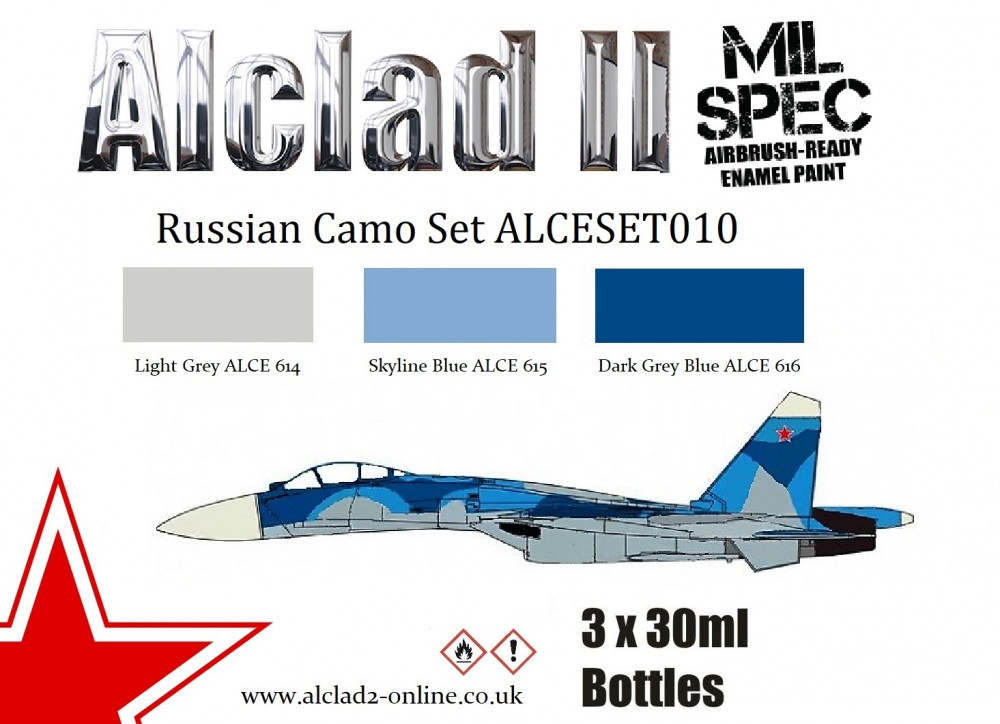 Alclad II
MIL
SPEC
AIRBRUSH-READY
ENAMEL PAINT
Russian Camo Set ALCESET010
Light Grey ALCE 614
Skyline Blue ALCE 615
Dark Grey Blue ALCE 616
3 x 30ml
Bottles
www.alclad2-online.co.uk